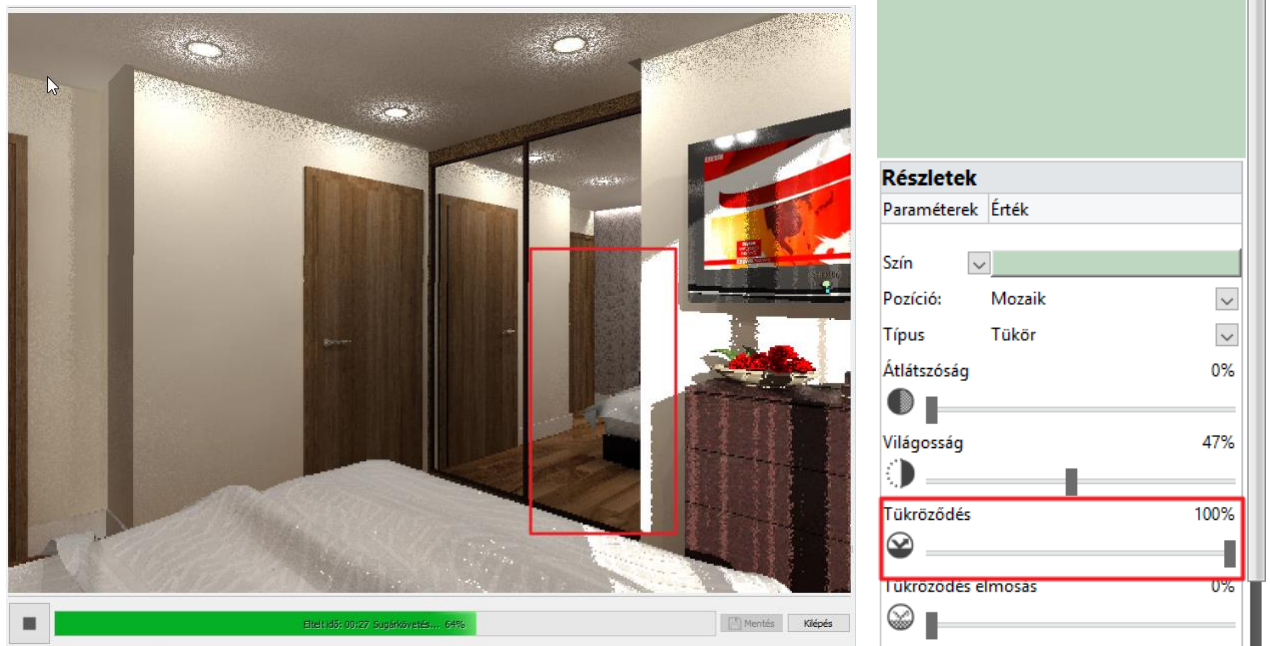 Eltelt idő: 00:27 Sugárkövetés... 64%
Mentés
Kilépés
Részletek
Paraméterek Érték
Szín
Pozíció: Mozaik
Típus Tükör
Átlátszóság 0%
Világosság 47%
Tükröződés 100%
Tükröződés elmosás 0%